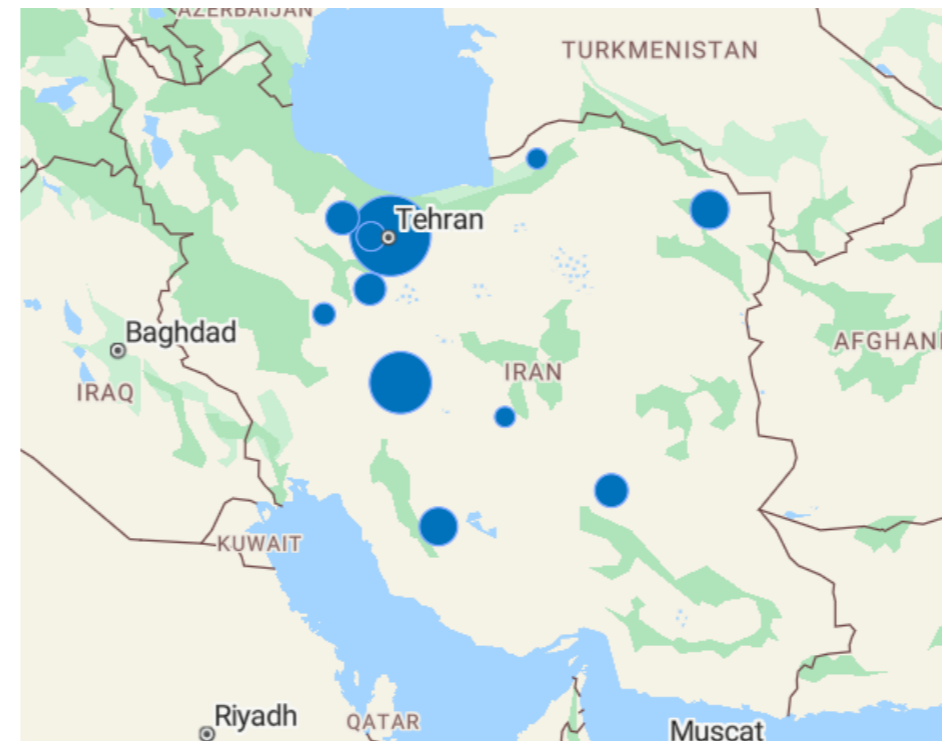 AZERBAIJAN
TURKMENISTAN
Tehran
Baghdad
AFGHANI
IRAN
IRAQ
KUWAIT
Riyadh
QATAR
Muscat